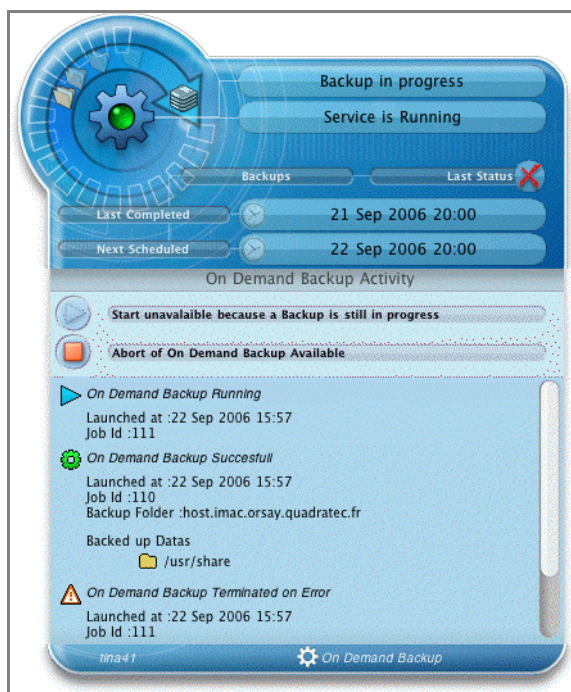 Backup in progress
Service is Running
Backups
Last Status
Last Completed
21 Sep 2006 20:00
Next Scheduled
22 Sep 2006 20:00
On Demand Backup Activity
Start unavalaible because a Backup is still in progress
Abort of On Demand Backup Available
On Demand Backup Running
Launched at :22 Sep 2006 15:57
Job Id :111
On Demand Backup Succesfull
Launched at :22 Sep 2006 15:57
Job Id :110
Backup Folder :host.imac.orsay.quadratec.fr
Backed up Datas
/usr/share
On Demand Backup Terminated on Error
Launched at :22 Sep 2006 15:57
Job Id :111
tina41
On Demand Backup